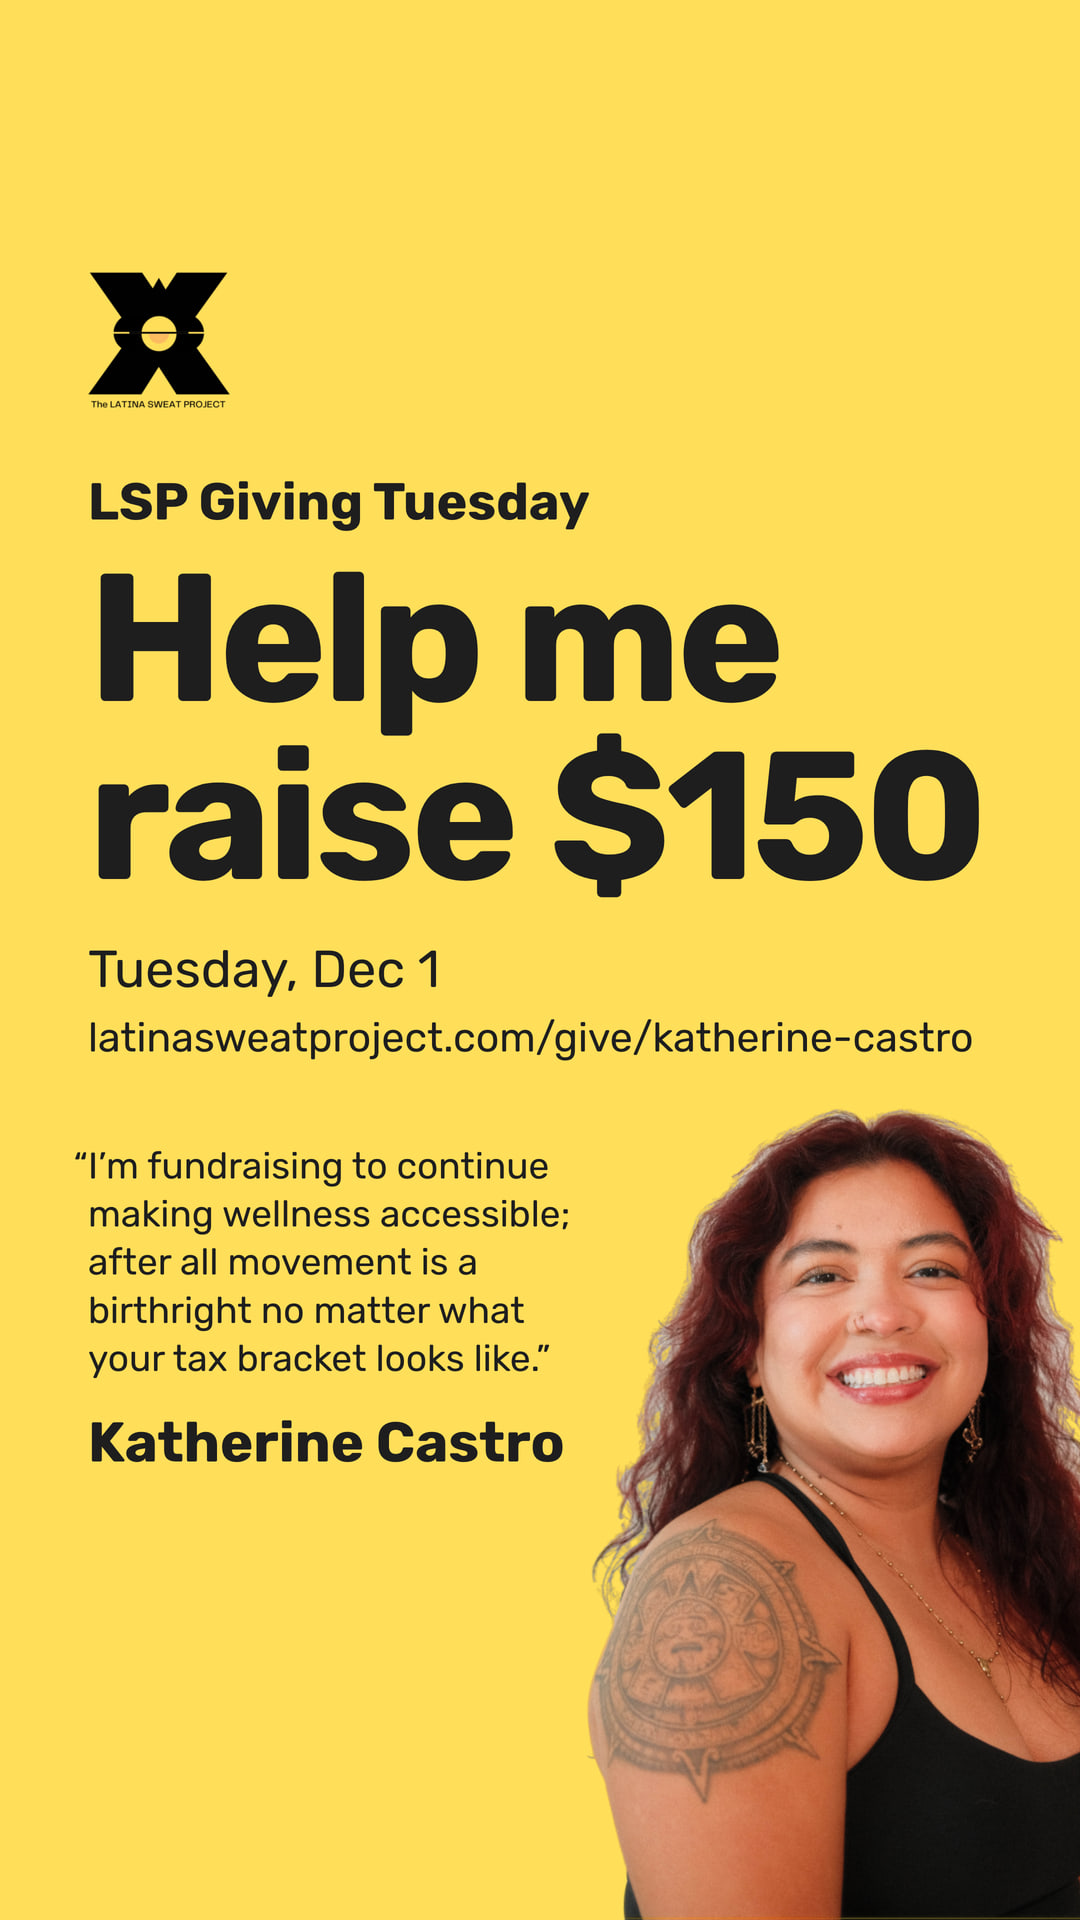 The LATINA SWEAT PROJECT
LSP Giving Tuesday
Help me
raise $150
Tuesday, Dec 1
latinasweatproject.com/give/katherine-castro
“I’m fundraising to continue
making wellness accessible;
after all movement is a
birthright no matter what
your tax bracket looks like.”
Katherine Castro